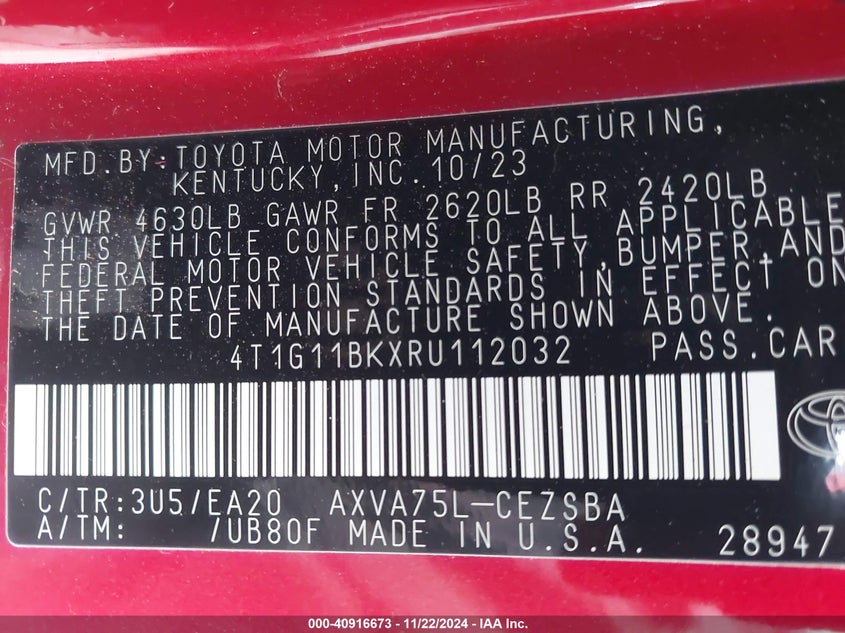 MFD.BY:TOYOTA MOTOR MANUFACTURING,
KENTUCKY,INC.10/23
GVWR 4630LB GAWR FR 2620LB RR 2420LB
THIS VEHICLE CONFORMS TO ALL APPLICABLE
FEDERAL MOTOR VEHICLE SAFETY,BUMPER,AND
THEFT PREVENTION STANDARDS IN EFFECT ON
THE DATE OF MANUFACTURE SHOWN ABOVE.
4T1G11BKXRU112032 PASS.CAR
C/TR:3U5/EA20 AXVA75L-CEZSBA
A/TM: /UB80F MADE IN U.S.A. 28947
000-40916673 - 11/22/2024 - IAA Inc.